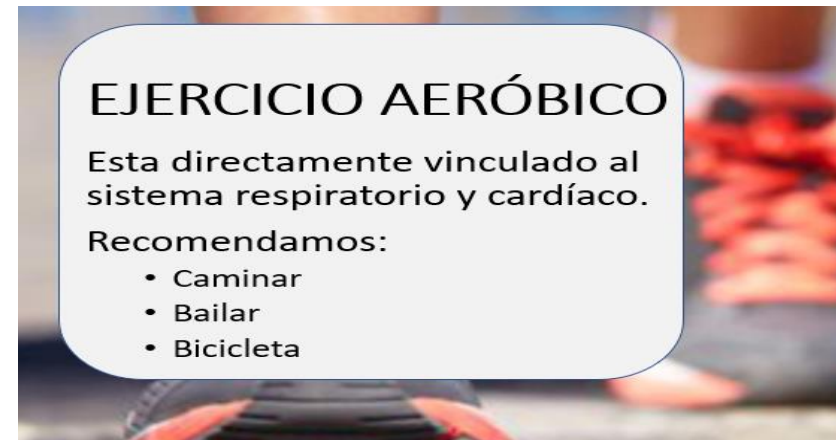 EJERCICIO AERÓBICO
Esta directamente vinculado al
sistema respiratorio y cardíaco.
Recomendamos:
• Caminar
• Bailar
• Bicicleta